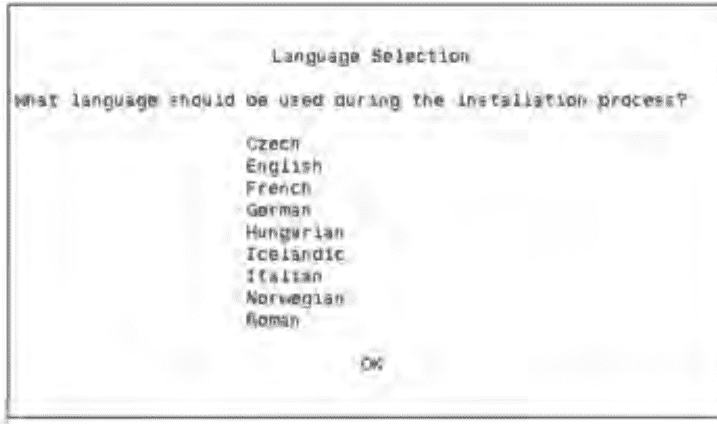 Language Selection
What language should be used during the installation process?
Czech
English
French
German
Hungarian
Icelandic
Italian
Norwegian
Roman
OK